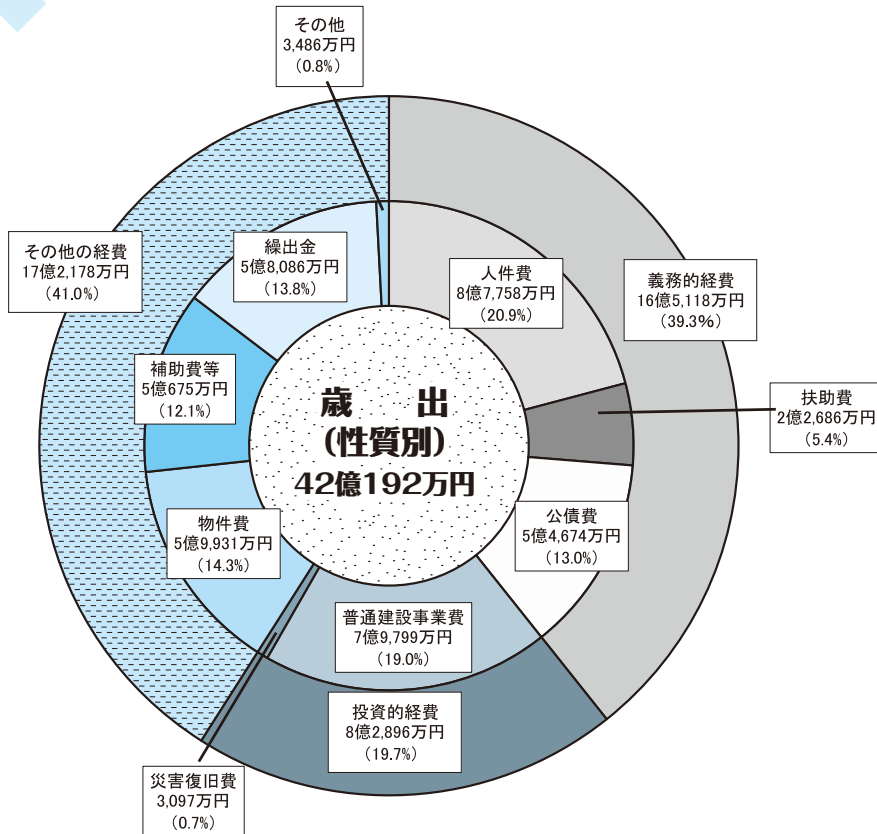 その他
3,486万円
(0.8%)
繰出金
5億8,086万円
(13.8%)
人件費
8億7,758万円
(20.9%)
その他の経費
17億2,178万円
(41.0%)
義務的経費
16億5,118万円
(39.3%)
補助費等
5億675万円
(12.1%)
扶助費
2億2,686万円
(5.4%)
歳 出
(性質別)
42億192万円
物件費
5億9,931万円
(14.3%)
公債費
5億4,674万円
(13.0%)
普通建設事業費
7億9,799万円
(19.0%)
投資的経費
8億2,896万円
(19.7%)
災害復旧費
3,097万円
(0.7%)